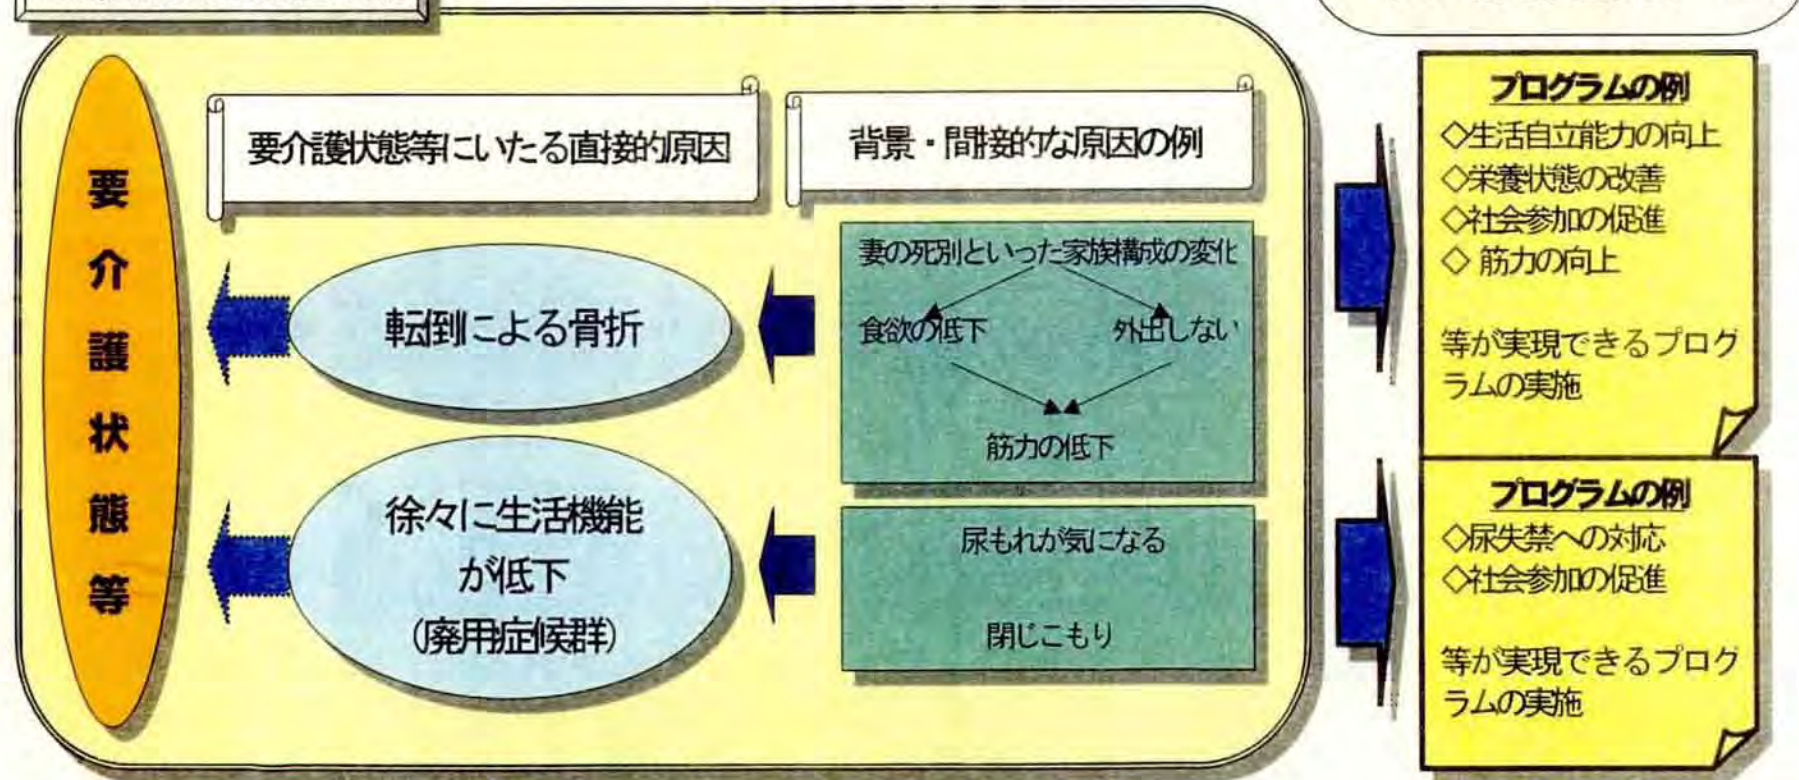 要介護状態等
要介護状態等にいたる直接的原因
背景・間接的な原因の例
転倒による骨折
妻の死別といった家族構成の変化
食欲の低下
外出しない
筋力の低下
徐々に生活機能
が低下
(廃用症候群)
尿もれが気になる
閉じこもり
プログラムの例
◇生活自立能力の向上
◇栄養状態の改善
◇社会参加の促進
◇ 筋力の向上
等が実現できるプログ
ラムの実施
プログラムの例
◇尿失禁への対応
◇社会参加の促進
等が実現できるプログ
ラムの実施